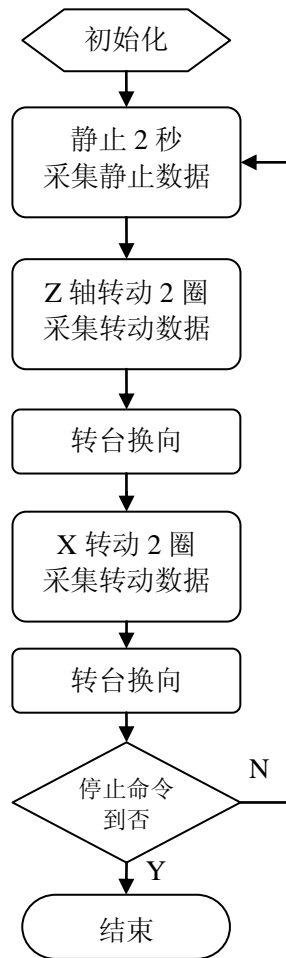 初始化
静止 2 秒
采集静止数据
Z 轴转动 2 圈
采集转动数据
转台换向
X 转动 2 圈
采集转动数据
转台换向
停止命令
到否
N
Y
结束